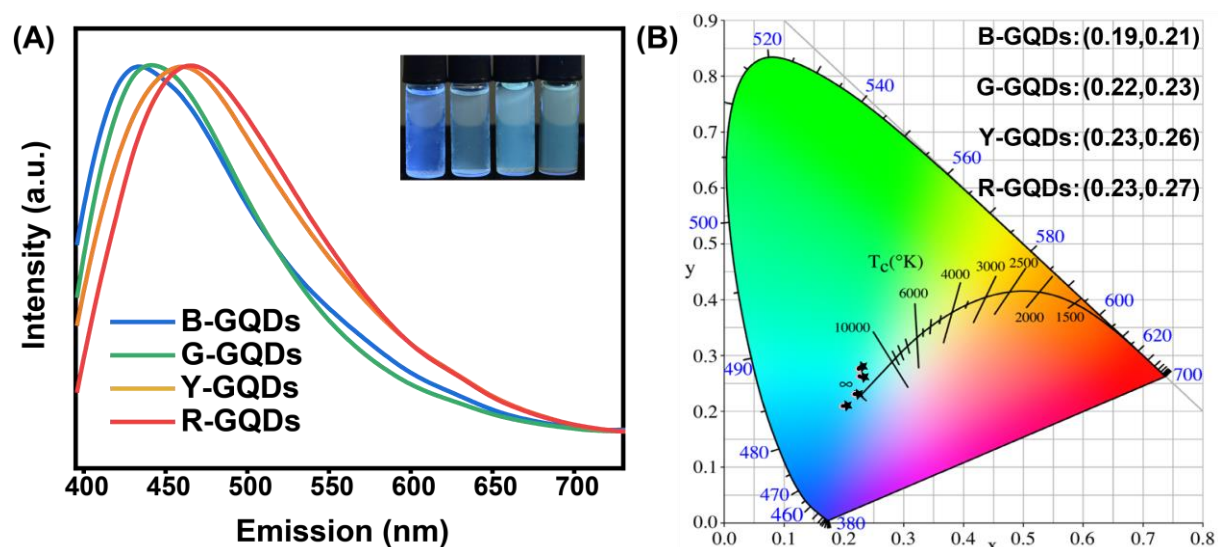 (A)
Intensity (a.u.)
B-GQDs
G-GQDs
Y-GQDs
R-GQDs
400 450 500 550 600 650 700
Emission (nm)
(B)
B-GQDs:(0.19,0.21)
G-GQDs:(0.22,0.23)
Y-GQDs:(0.23,0.26)
R-GQDs:(0.23,0.27)
0.9
0.8
0.7
0.6
0.5
y
0.4
0.3
0.2
0.1
0.0
520
540
560
500
580
Tc(°K)
4000
3000
2500
6000
600
10000
2000
1500
620
490
700
∞
480
470
460
380
0.0 0.1 0.2 0.3 0.4 0.5 0.6 0.7 0.8
x